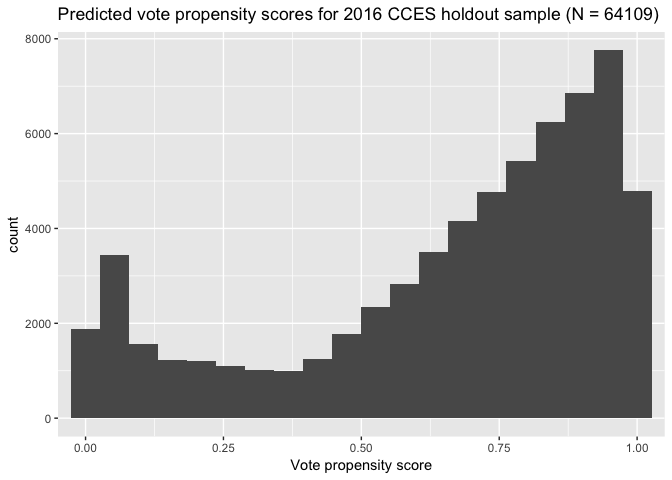 Predicted vote propensity scores for 2016 CCES holdout sample (N = 64109)
8000
6000
4000
2000
0
count
0.00 0.25 0.50 0.75 1.00
Vote propensity score